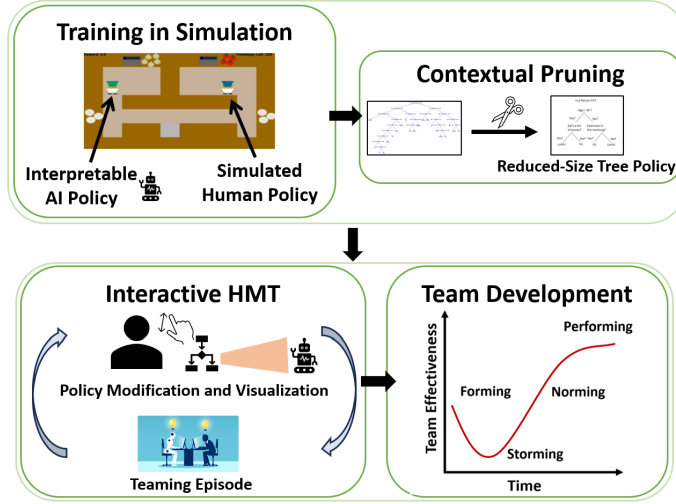 Training in Simulation
Interpretable
AI Policy
Simulated
Human Policy
Contextual Pruning
Reduced-Size Tree Policy
Interactive HMT
Policy Modification and Visualization
Teaming Episode
Team Development
Team Effectiveness
Forming
Storming
Norming
Performing
Time